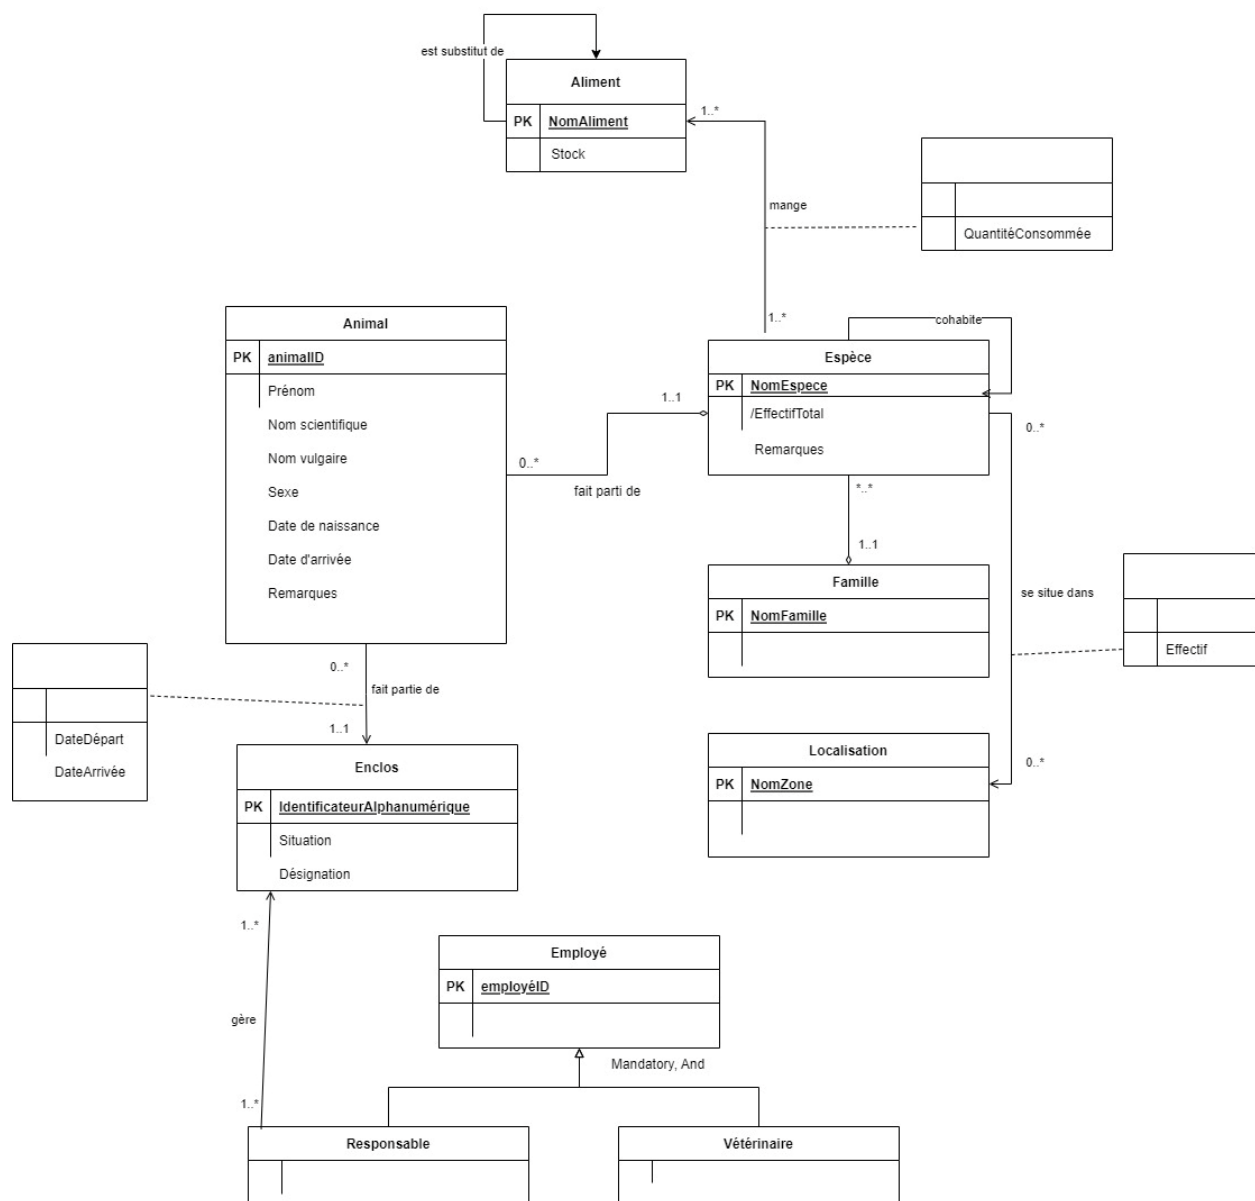 est substitut de
Aliment
PK NomAliment
Stock
1..*
mange
QuantitéConsommée
1..*
Animal
PK animalID
Prénom
Nom scientifique
Nom vulgaire
Sexe
Date de naissance
Date d'arrivée
Remarques
cohabite
Espèce
PK NomEspece
/EffectifTotal
Remarques
1..1
0..*
fait parti de
0..*
*..*
1..1
Famille
PK NomFamille
se situe dans
Effectif
0..*
fait partie de
1..1
DateDépart
DateArrivée
Enclos
PK IdentificateurAlphanumérique
Situation
Désignation
Localisation
PK NomZone
0..*
1..*
gère
1..*
Employé
PK employéID
Mandatory, And
Responsable
Vétérinaire